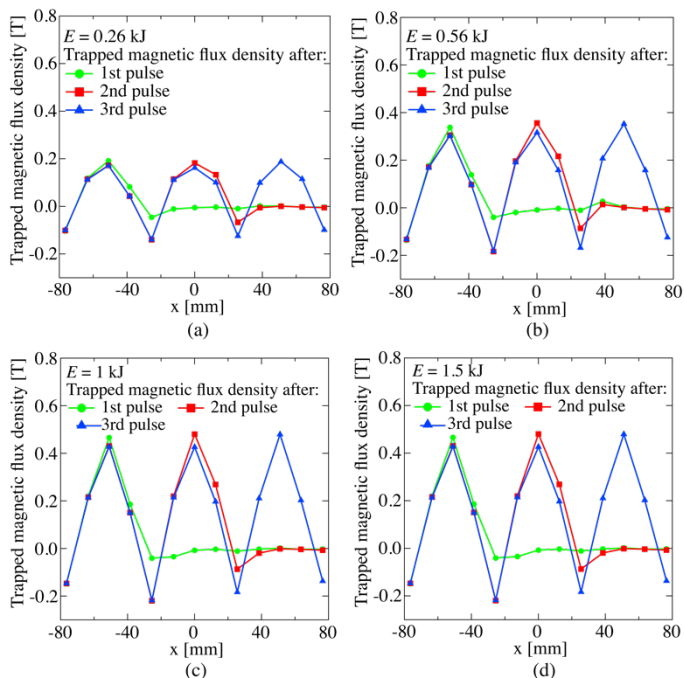 (a)
E = 0.26 kJ
Trapped magnetic flux density after:
1st pulse
2nd pulse
3rd pulse
Trapped magnetic flux density [T]
0.8
0.6
0.4
0.2
0.0
-0.2
-80 -40 0 40 80
x [mm]
(a)
E = 0.56 kJ
Trapped magnetic flux density after:
1st pulse
2nd pulse
3rd pulse
Trapped magnetic flux density [T]
0.8
0.6
0.4
0.2
0.0
-0.2
-80 -40 0 40 80
x [mm]
(b)
E = 1 kJ
Trapped magnetic flux density after:
1st pulse 2nd pulse
3rd pulse
Trapped magnetic flux density [T]
0.8
0.6
0.4
0.2
0.0
-0.2
-80 -40 0 40 80
x [mm]
(c)
E = 1.5 kJ
Trapped magnetic flux density after:
1st pulse 2nd pulse
3rd pulse
Trapped magnetic flux density [T]
0.8
0.6
0.4
0.2
0.0
-0.2
-80 -40 0 40 80
x [mm]
(d)